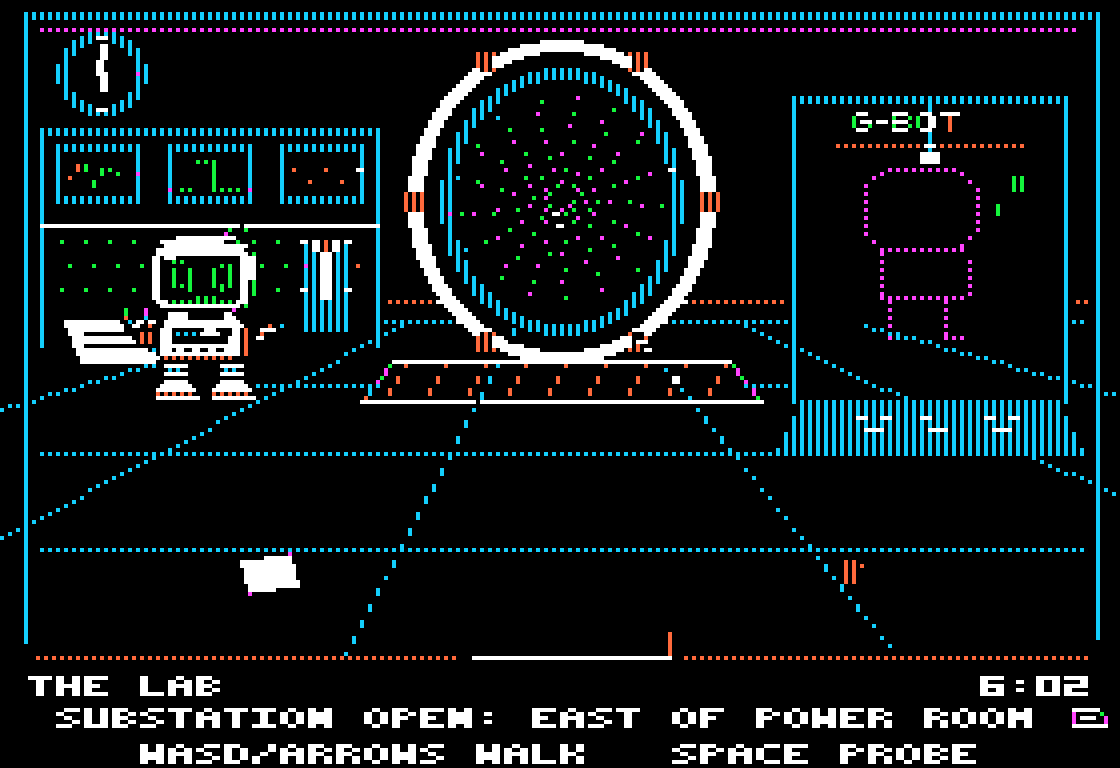 G-BOT
THE LAB 6:02
SUBSTATION OPEN: EAST OF POWER ROOM
WASD/ARROWS WALK SPACE PROBE